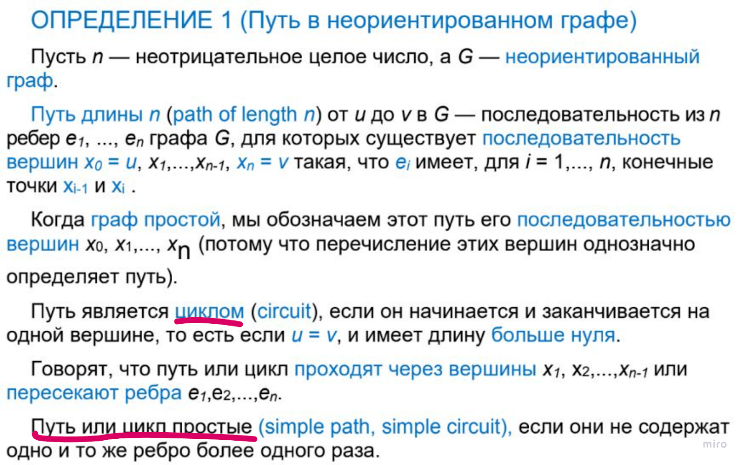 ОПРЕДЕЛЕНИЕ 1 (Путь в неориентированном графе)
Пусть n — неотрицательное целое число, а G — неориентированный
граф.
Путь длины n (path of length n) от u до v в G — последовательность из n
ребер e₁, ..., eₙ графа G, для которых существует последовательность
вершин x₀ = u, x₁,...,xₙ₋₁, xₙ = v такая, что eᵢ имеет, для i = 1,..., n, конечные
точки xᵢ₋₁ и xᵢ .
Когда граф простой, мы обозначаем этот путь его последовательностью
вершин x₀, x₁,..., xₙ (потому что перечисление этих вершин однозначно
определяет путь).
Путь является циклом (circuit), если он начинается и заканчивается на
одной вершине, то есть если u = v, и имеет длину больше нуля.
Говорят, что путь или цикл проходят через вершины x₁, x₂,...,xₙ₋₁ или
пересекают ребра e₁,e₂,...,eₙ.
Путь или цикл простые (simple path, simple circuit), если они не содержат
одно и то же ребро более одного раза.
miro